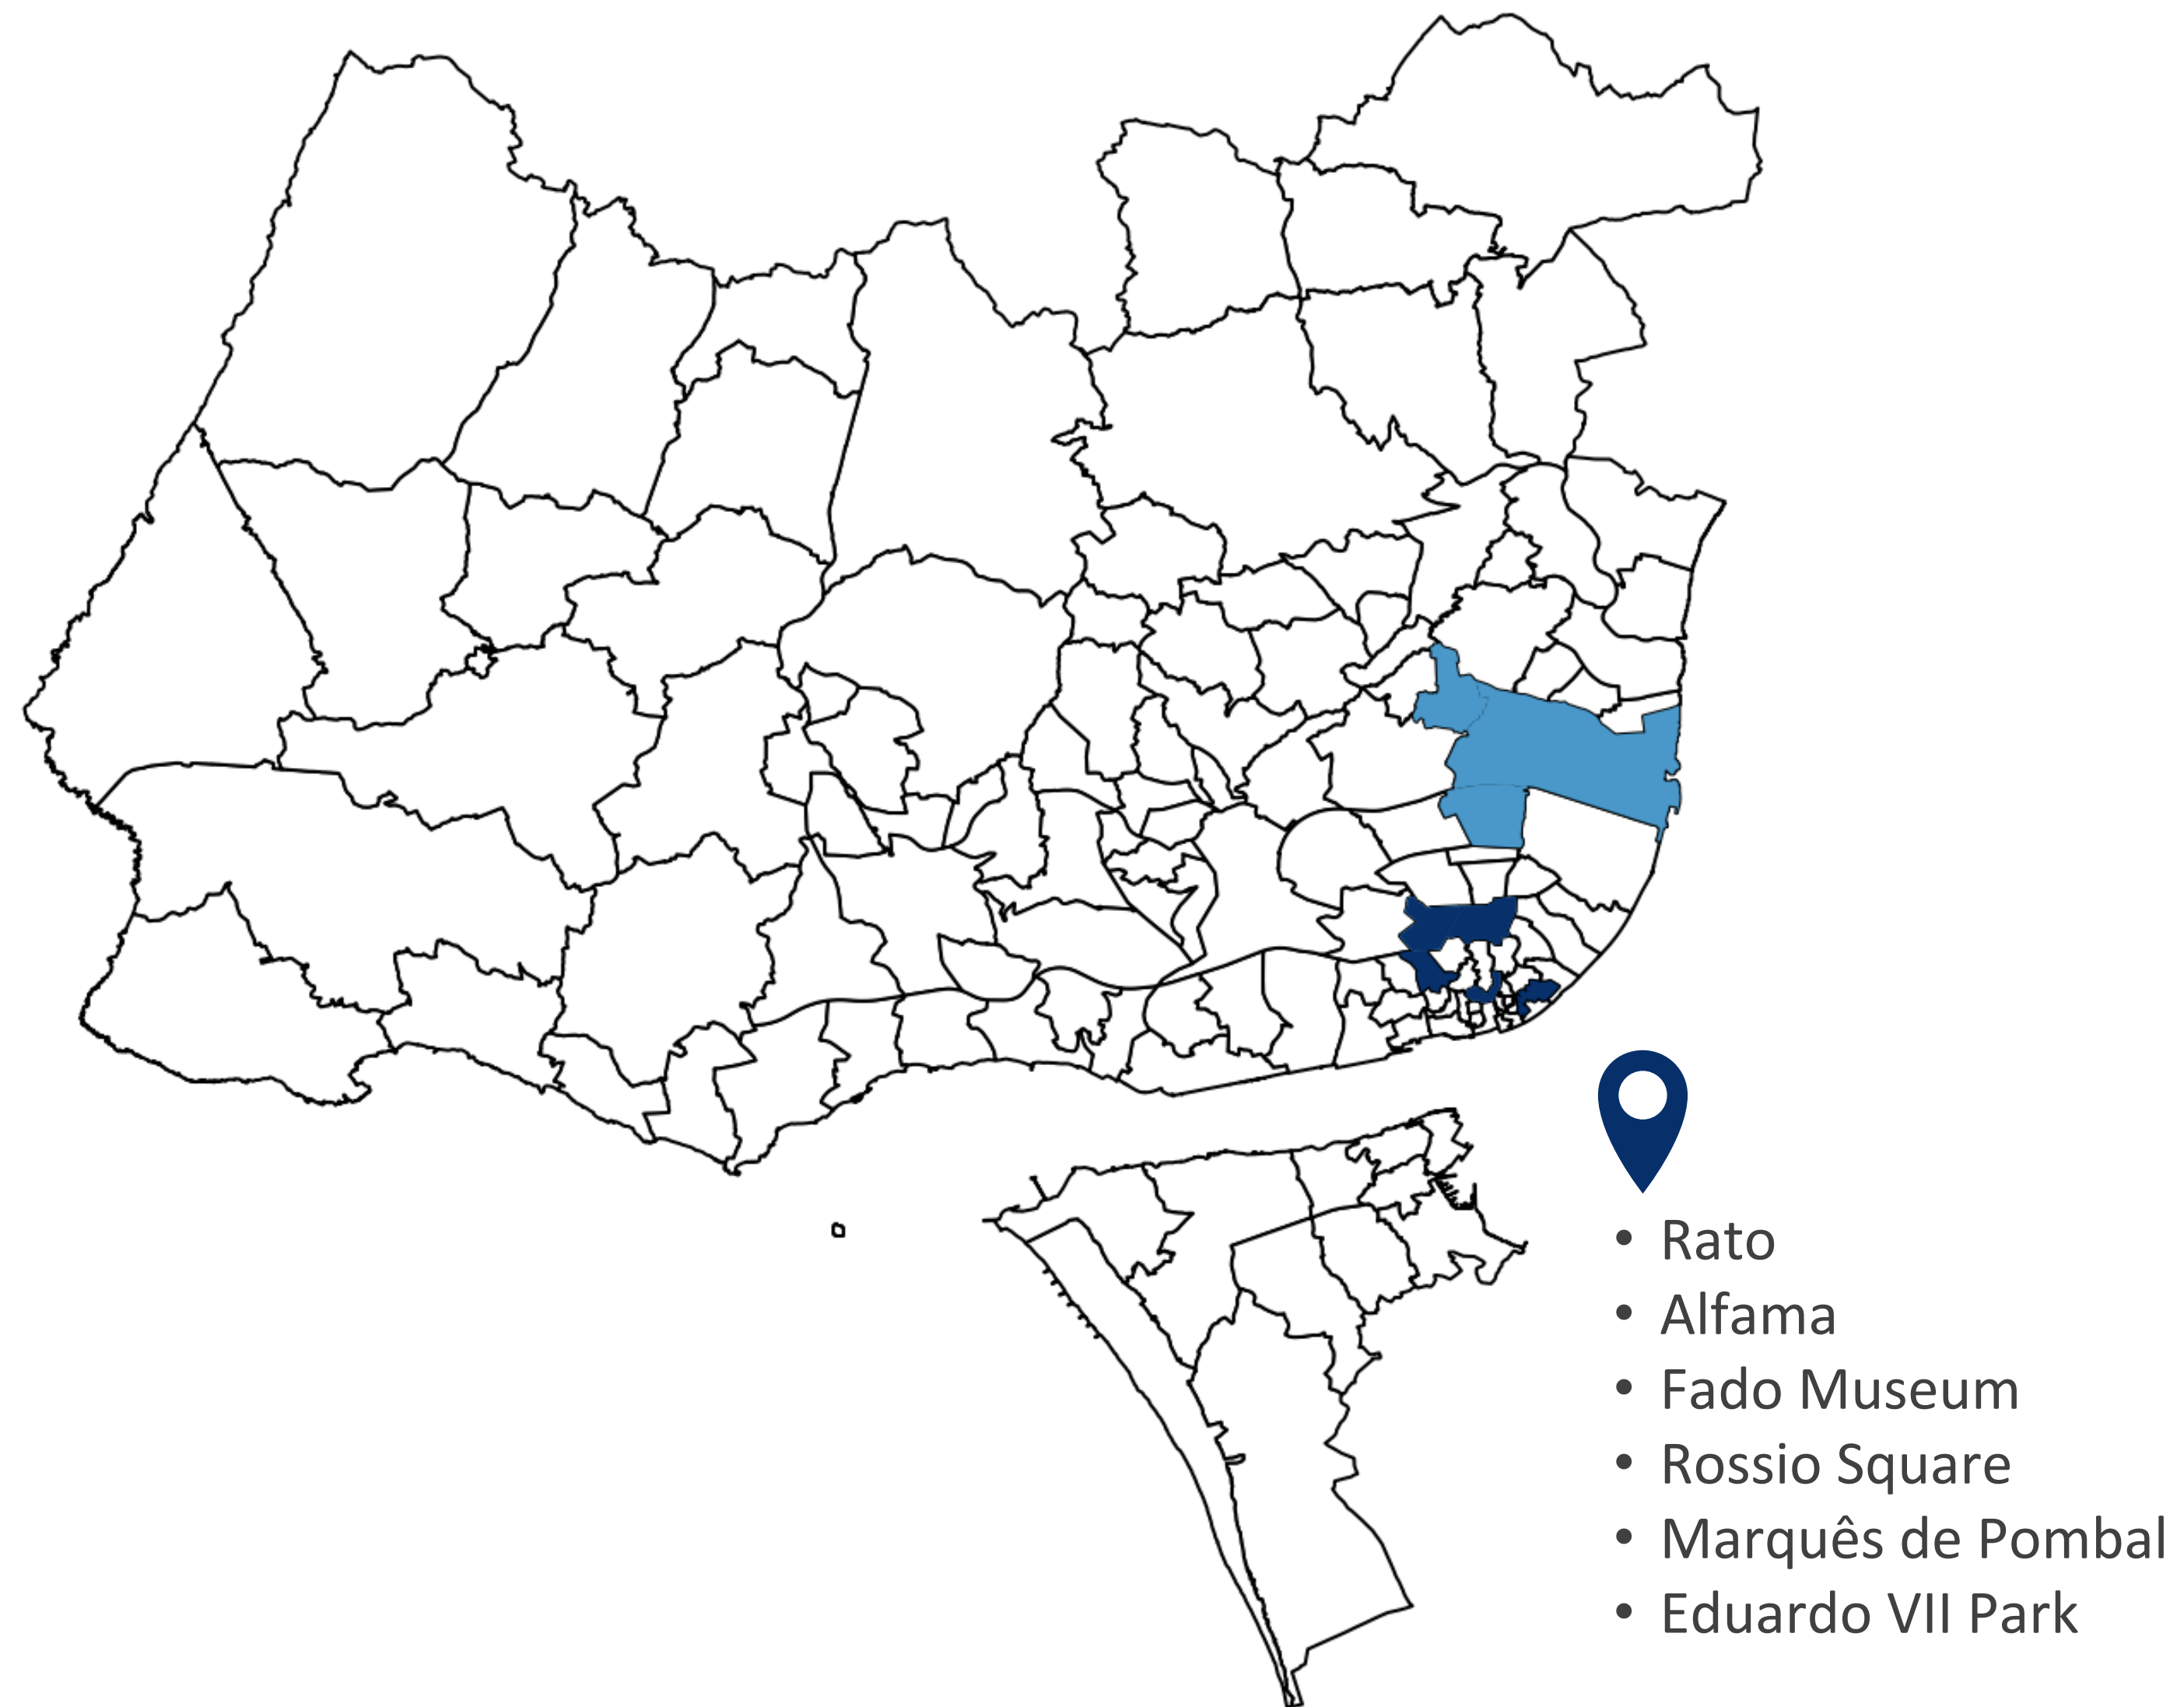 • Rato
• Alfama
• Fado Museum
• Rossio Square
• Marquês de Pombal
• Eduardo VII Park